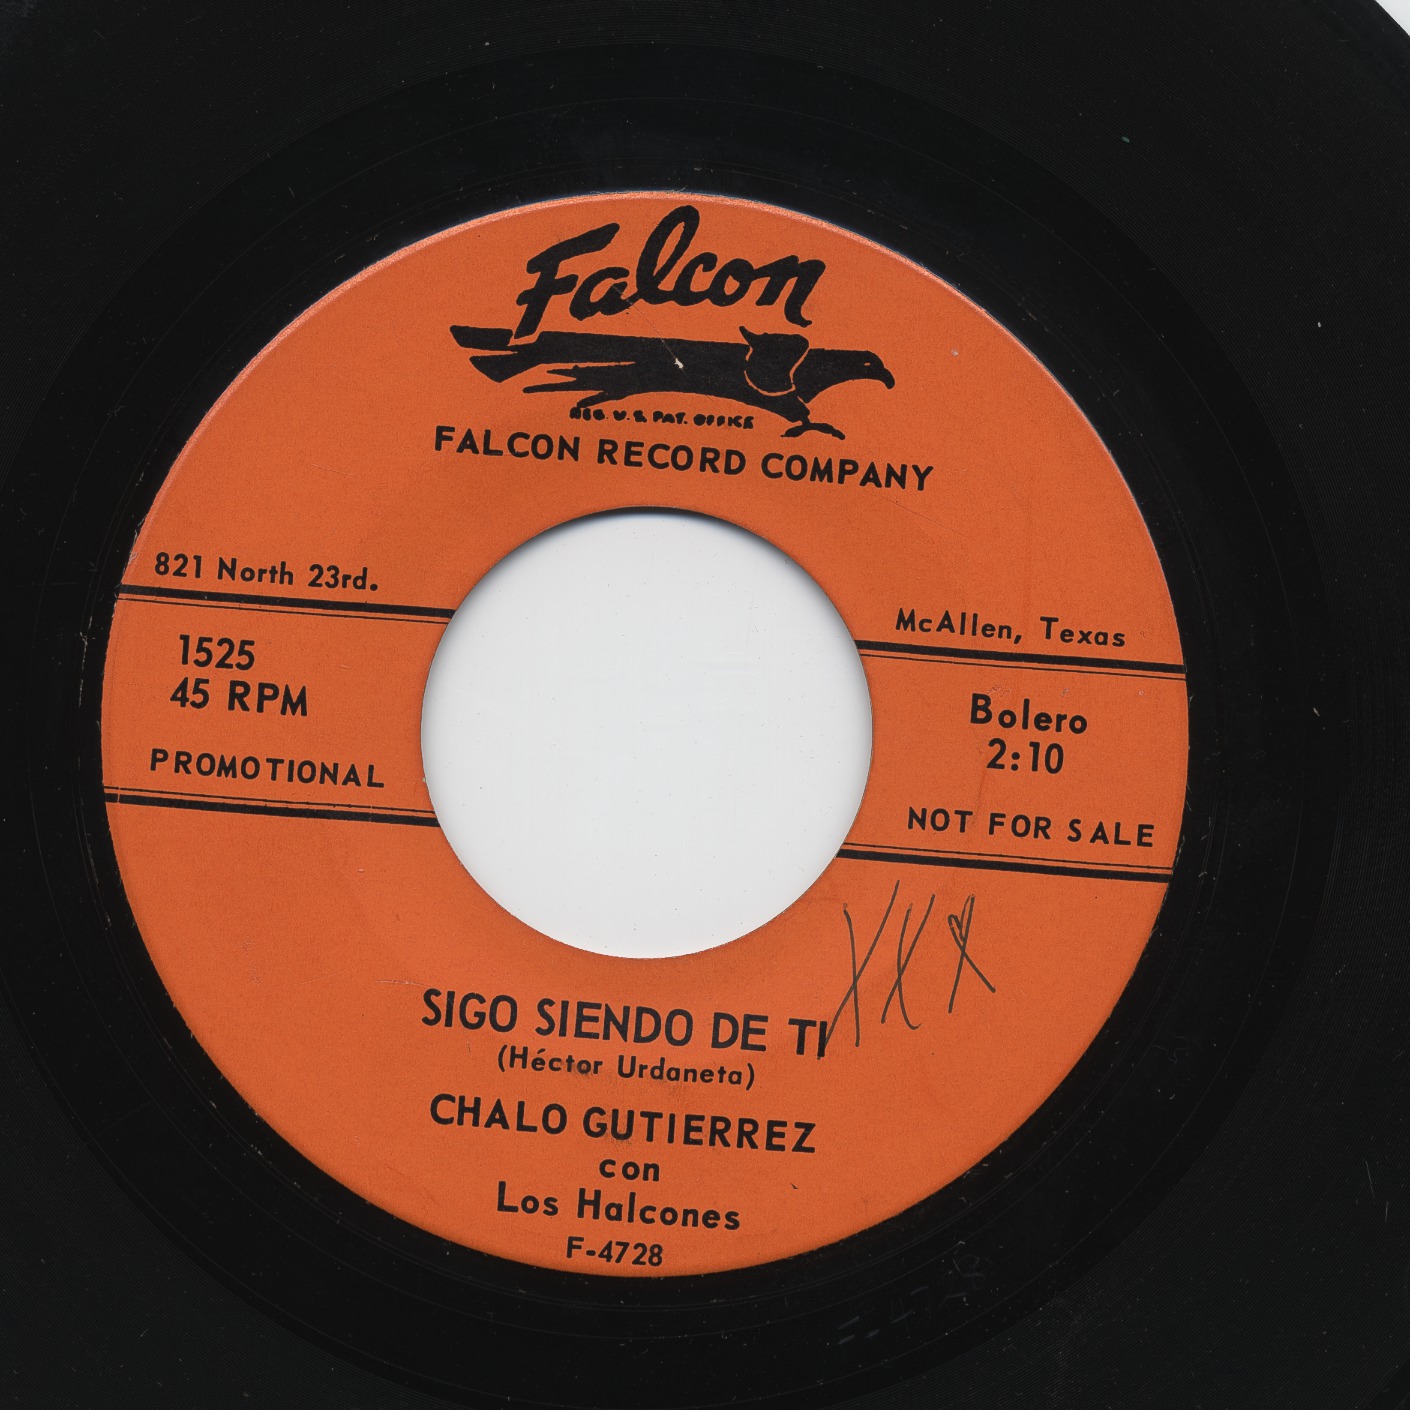 Falcon
REG. U.S. PAT. OFFICE
FALCON RECORD COMPANY
821 North 23rd.
McAllen, Texas
1525
45 RPM
PROMOTIONAL
Bolero
2:10
NOT FOR SALE
XXX
SIGO SIENDO DE TI
(Héctor Urdaneta)
CHALO GUTIERREZ
con
Los Halcones
F-4728